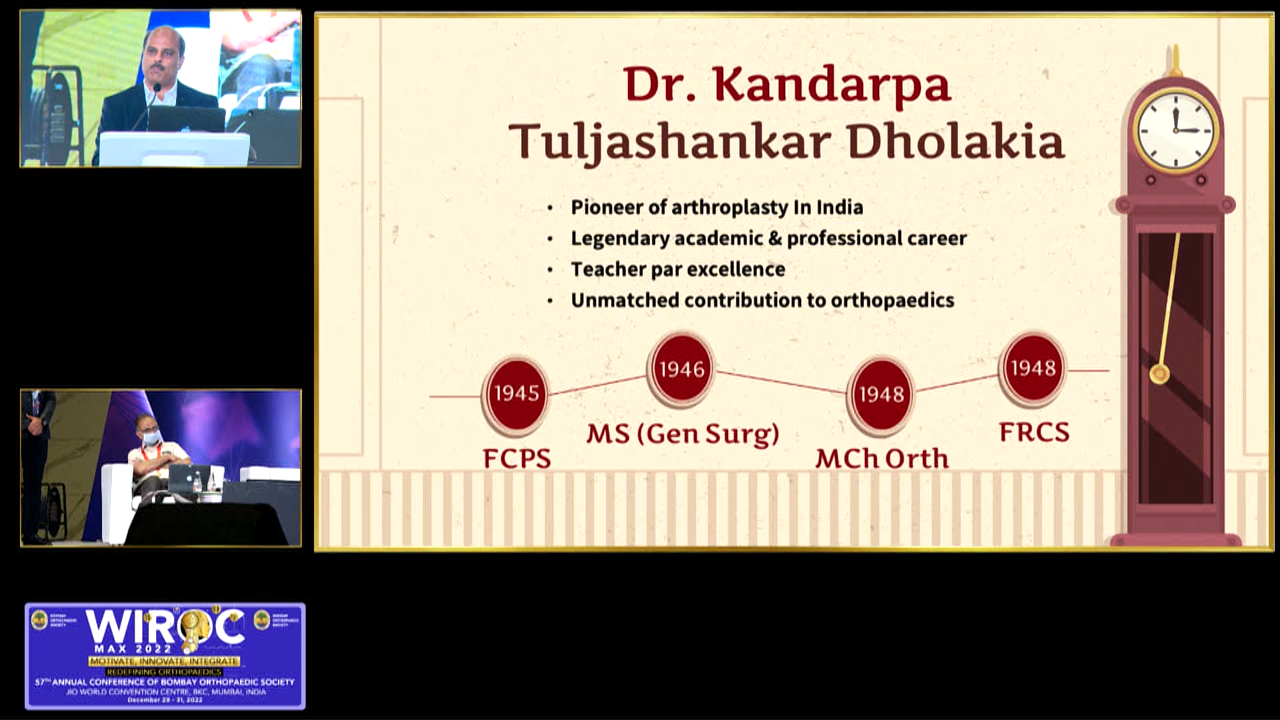 Dr. Kandarpa
Tuljashankar Dholakia
• Pioneer of arthroplasty In India
• Legendary academic & professional career
• Teacher par excellence
• Unmatched contribution to orthopaedics
1945
1946
1948
1948
FCPS
MS (Gen Surg)
MCh Orth
FRCS
WIROC
MAX 2022
MOTIVATE, INNOVATE, INTEGRATE
REDEFINING ORTHOPAEDICS
57TH ANNUAL CONFERENCE OF BOMBAY ORTHOPAEDIC SOCIETY
JIO WORLD CONVENTION CENTRE, BKC, MUMBAI, INDIA
December 29 - 31, 2022